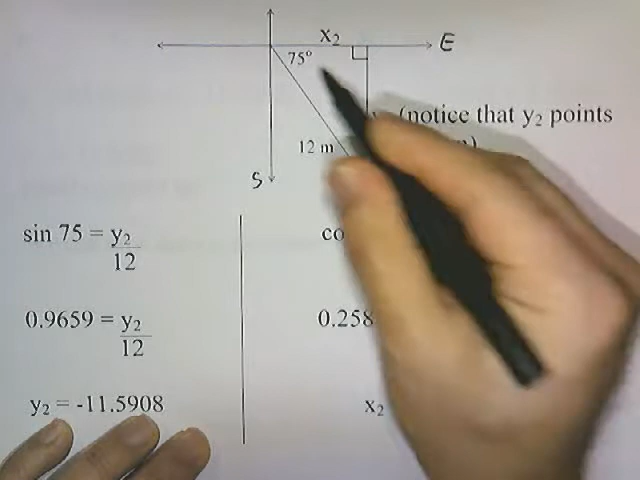 x₂ E
75°
(notice that y₂ points
12 m
S
sin 75 = y₂
12
co
0.9659 = y₂
12
0.258
y₂ = -11.5908
x₂